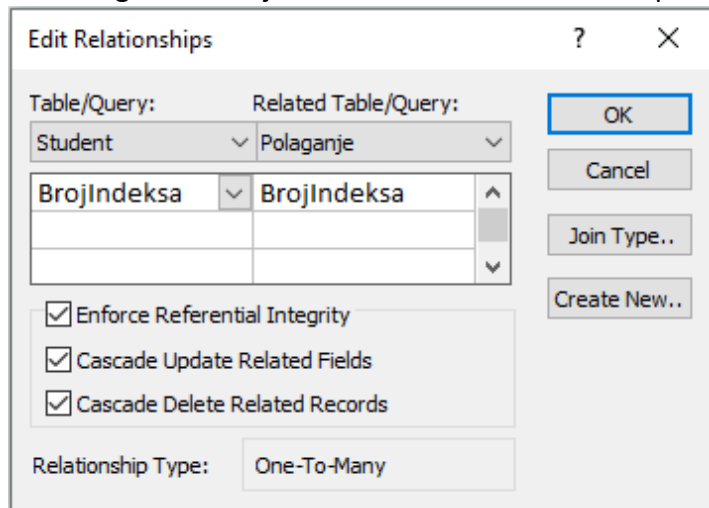 Edit Relationships ? ×
Table/Query: Related Table/Query:
Student Polaganje
OK
BrojIndeksa BrojIndeksa
Cancel
Join Type..
Create New..
Enforce Referential Integrity
Cascade Update Related Fields
Cascade Delete Related Records
Relationship Type: One-To-Many